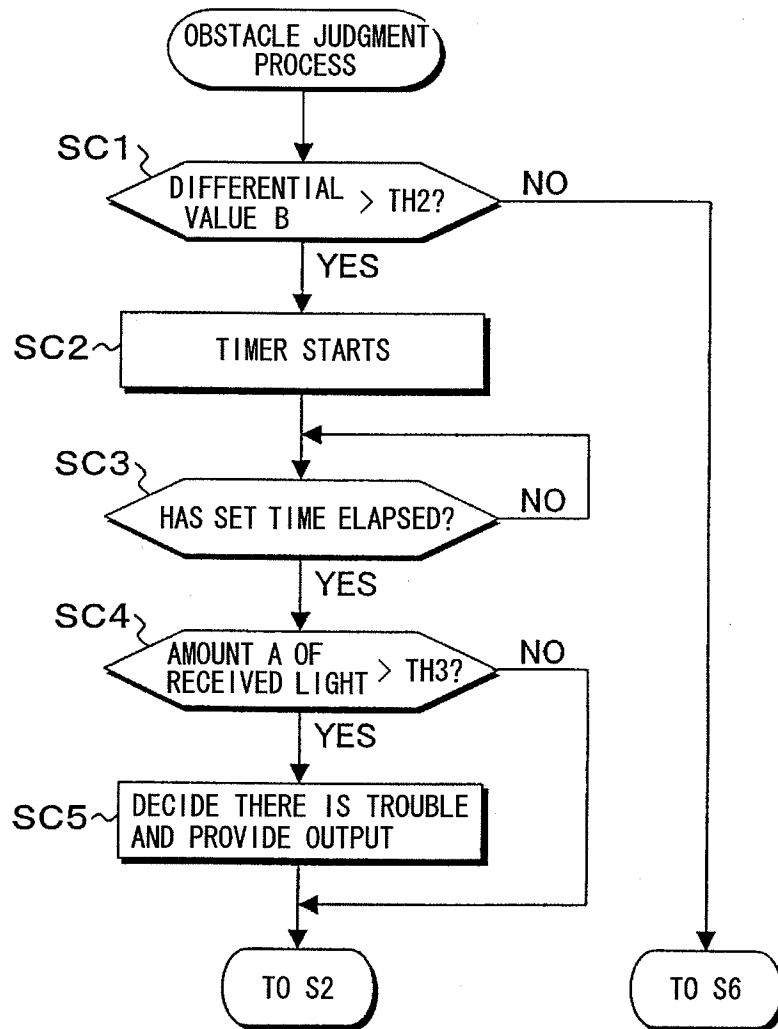 OBSTACLE JUDGMENT
PROCESS
SC1
DIFFERENTIAL
VALUE B
> TH2?
NO
YES
SC2
TIMER STARTS
SC3
HAS SET TIME ELAPSED?
NO
YES
SC4
AMOUNT A OF
RECEIVED LIGHT
> TH3?
NO
YES
SC5
DECIDE THERE IS TROUBLE
AND PROVIDE OUTPUT
TO S2
TO S6